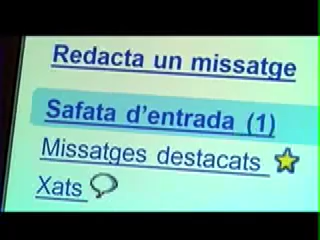 Redacta un missatge
Safata d'entrada (1)
Missatges destacats
Xats